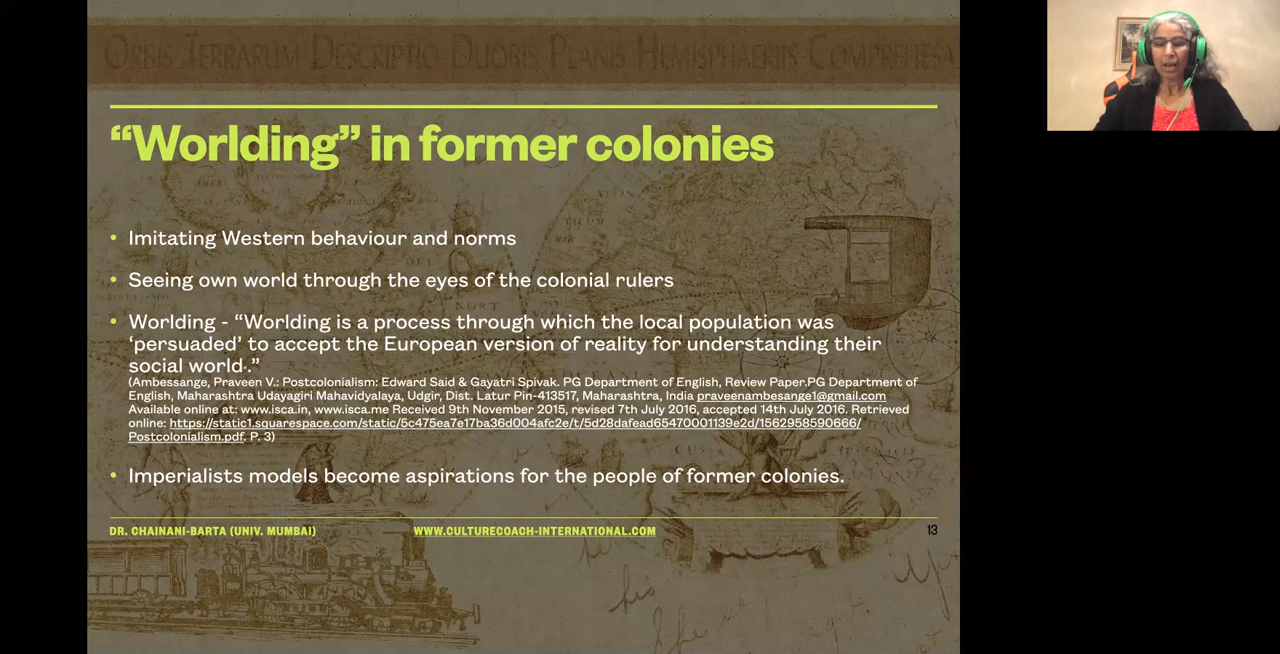 ORBIS TERRARUM DESCRIPTIO DUOBIS PLANIS HEMISPHAERIIS COMPREHESA
“Worlding” in former colonies
• Imitating Western behaviour and norms
• Seeing own world through the eyes of the colonial rulers
• Worlding - “Worlding is a process through which the local population was
‘persuaded’ to accept the European version of reality for understanding their
social world·.”
(Ambessange, Praveen V.: Postcolonialism: Edward Said & Gayatri Spivak. PG Department of English, Review Paper.PG Department of
English, Maharashtra Udayagiri Mahavidyalaya, Udgir, Dist. Latur Pin-413517, Maharashtra, India praveenambesange1@gmail.com
Available online at: www.isca.in, www.isca.me Received 9th November 2015, revised 7th July 2016, accepted 14th July 2016. Retrieved
online: https://static1.squarespace.com/static/5c475ea7e17ba36d004afc2e/t/5d28dafead65470001139e2d/1562958590666/
Postcolonialism.pdf. P. 3)
• Imperialists models become aspirations for the people of former colonies.
DR. CHAINANI-BARTA (UNIV. MUMBAI) WWW.CULTURECOACH-INTERNATIONAL.COM 13